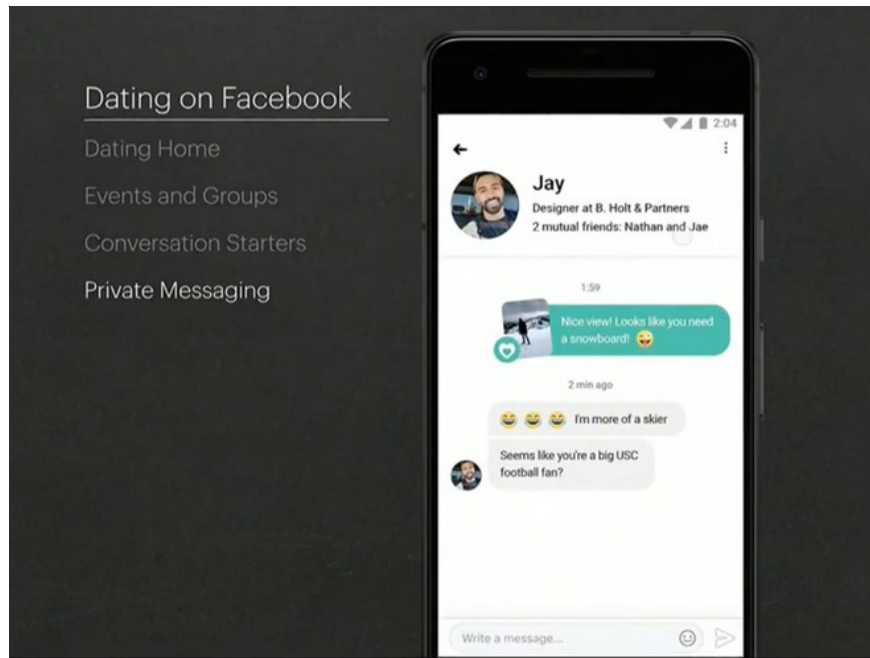 Dating on Facebook
Dating Home
Events and Groups
Conversation Starters
Private Messaging
2:04
Jay
Designer at B. Holt & Partners
2 mutual friends: Nathan and Jae
1:59
Nice view! Looks like you need
a snowboard! 😜
2 min ago
😂 😂 😂 I'm more of a skier
Seems like you're a big USC
football fan?
Write a message...